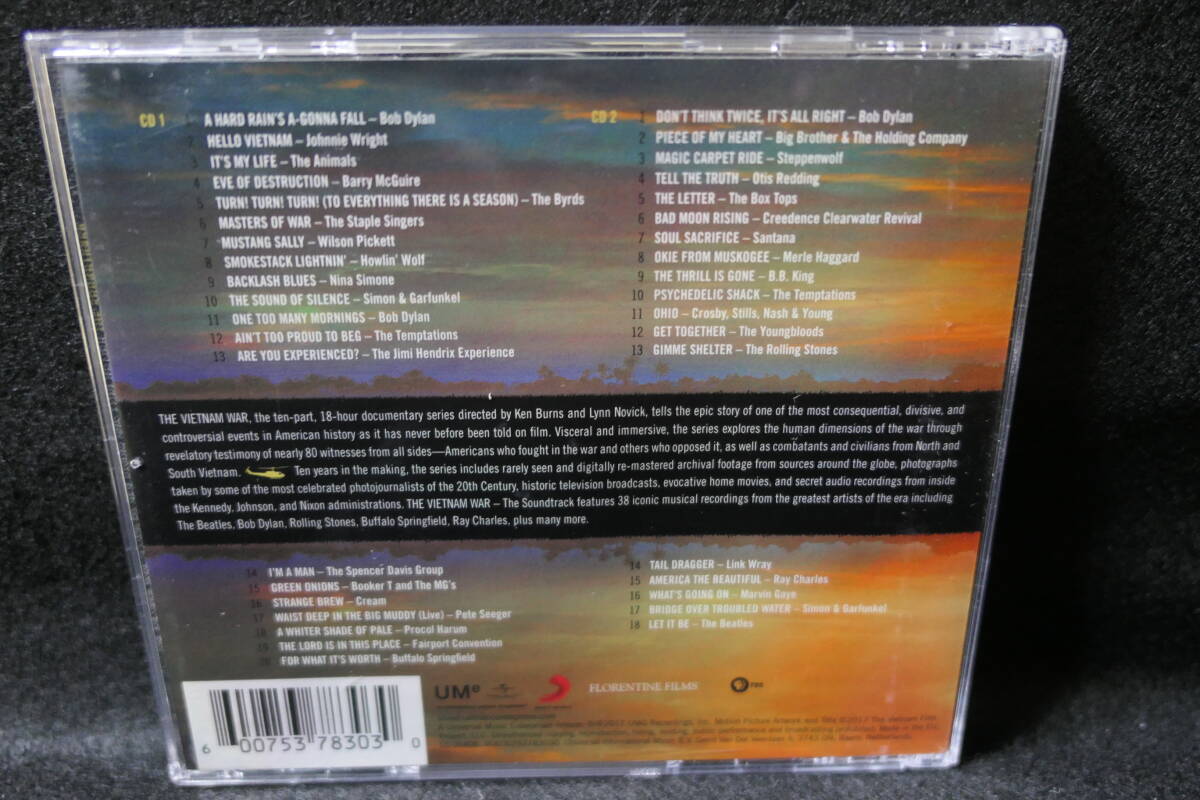 CD 1
1 A HARD RAIN'S A-GONNA FALL – Bob Dylan
2 HELLO VIETNAM – Johnnie Wright
3 IT'S MY LIFE – The Animals
4 EVE OF DESTRUCTION – Barry McGuire
5 TURN! TURN! TURN! (TO EVERYTHING THERE IS A SEASON) – The Byrds
6 MASTERS OF WAR – The Staple Singers
7 MUSTANG SALLY – Wilson Pickett
8 SMOKESTACK LIGHTNIN' – Howlin' Wolf
9 BACKLASH BLUES – Nina Simone
10 THE SOUND OF SILENCE – Simon & Garfunkel
11 ONE TOO MANY MORNINGS – Bob Dylan
12 AIN'T TOO PROUD TO BEG – The Temptations
13 ARE YOU EXPERIENCED? – The Jimi Hendrix Experience
CD 2
1 DON'T THINK TWICE, IT'S ALL RIGHT – Bob Dylan
2 PIECE OF MY HEART – Big Brother & The Holding Company
3 MAGIC CARPET RIDE – Steppenwolf
4 TELL THE TRUTH – Otis Redding
5 THE LETTER – The Box Tops
6 BAD MOON RISING – Creedence Clearwater Revival
7 SOUL SACRIFICE – Santana
8 OKIE FROM MUSKOGEE – Merle Haggard
9 THE THRILL IS GONE – B.B. King
10 PSYCHEDELIC SHACK – The Temptations
11 OHIO – Crosby, Stills, Nash & Young
12 GET TOGETHER – The Youngbloods
13 GIMME SHELTER – The Rolling Stones
THE VIETNAM WAR, the ten-part, 18-hour documentary series directed by Ken Burns and Lynn Novick, tells the epic story of one of the most consequential, divisive, and
controversial events in American history as it has never before been told on film. Visceral and immersive, the series explores the human dimensions of the war through
revelatory testimony of nearly 80 witnesses from all sides—Americans who fought in the war and others who opposed it, as well as combatants and civilians from North and
South Vietnam. Ten years in the making, the series includes rarely seen and digitally re-mastered archival footage from sources around the globe, photographs
taken by some of the most celebrated photojournalists of the 20th Century, historic television broadcasts, evocative home movies, and secret audio recordings from inside
the Kennedy, Johnson, and Nixon administrations. THE VIETNAM WAR – The Soundtrack features 38 iconic musical recordings from the greatest artists of the era including
The Beatles, Bob Dylan, Rolling Stones, Buffalo Springfield, Ray Charles, plus many more.
14 I'M A MAN – The Spencer Davis Group
15 GREEN ONIONS – Booker T and The MG's
16 STRANGE BREW – Cream
17 WAIST DEEP IN THE BIG MUDDY (Live) – Pete Seeger
18 A WHITER SHADE OF PALE – Procol Harum
19 THE LORD IS IN THIS PLACE – Fairport Convention
20 FOR WHAT IT'S WORTH – Buffalo Springfield
14 TAIL DRAGGER – Link Wray
15 AMERICA THE BEAUTIFUL – Ray Charles
16 WHAT'S GOING ON – Marvin Gaye
17 BRIDGE OVER TROUBLED WATER – Simon & Garfunkel
18 LET IT BE – The Beatles
UMe
FLORENTINE FILMS
PBS
6 00753 78303 0